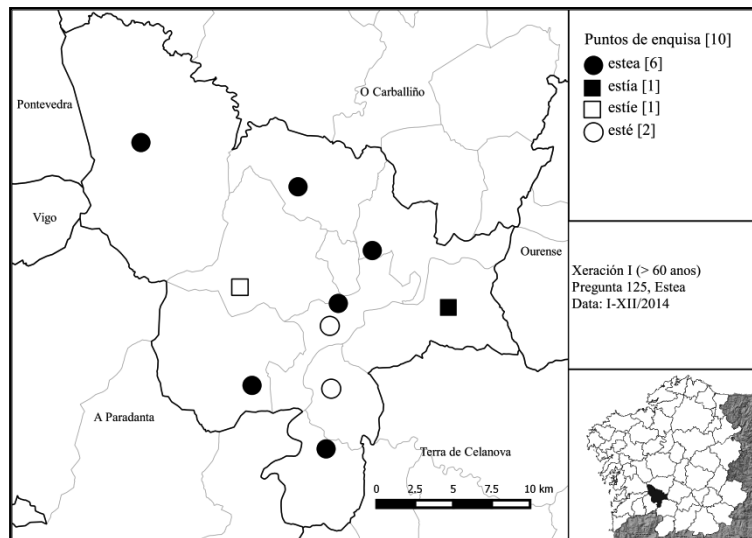 Pontevedra
O Carballiño
Vigo
Ourense
A Paradanta
Terra de Celanova
0 2,5 5 7.5 10 km
Puntos de enquisa [10]
estea [6]
estía [1]
estíe [1]
esté [2]
Xeración I (> 60 anos)
Pregunta 125, Estea
Data: I-XII/2014